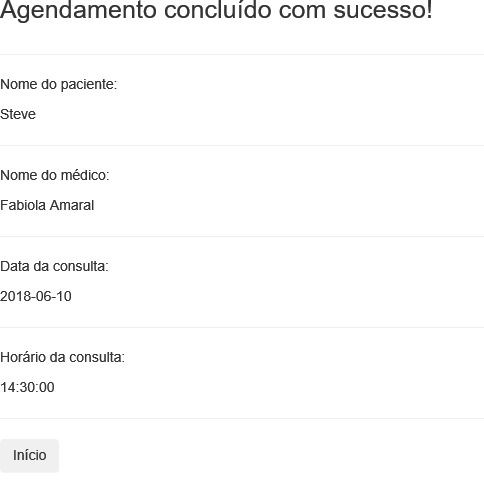 Agendamento concluído com sucesso!
Nome do paciente:
Steve
Nome do médico:
Fabiola Amaral
Data da consulta:
2018-06-10
Horário da consulta:
14:30:00
Início